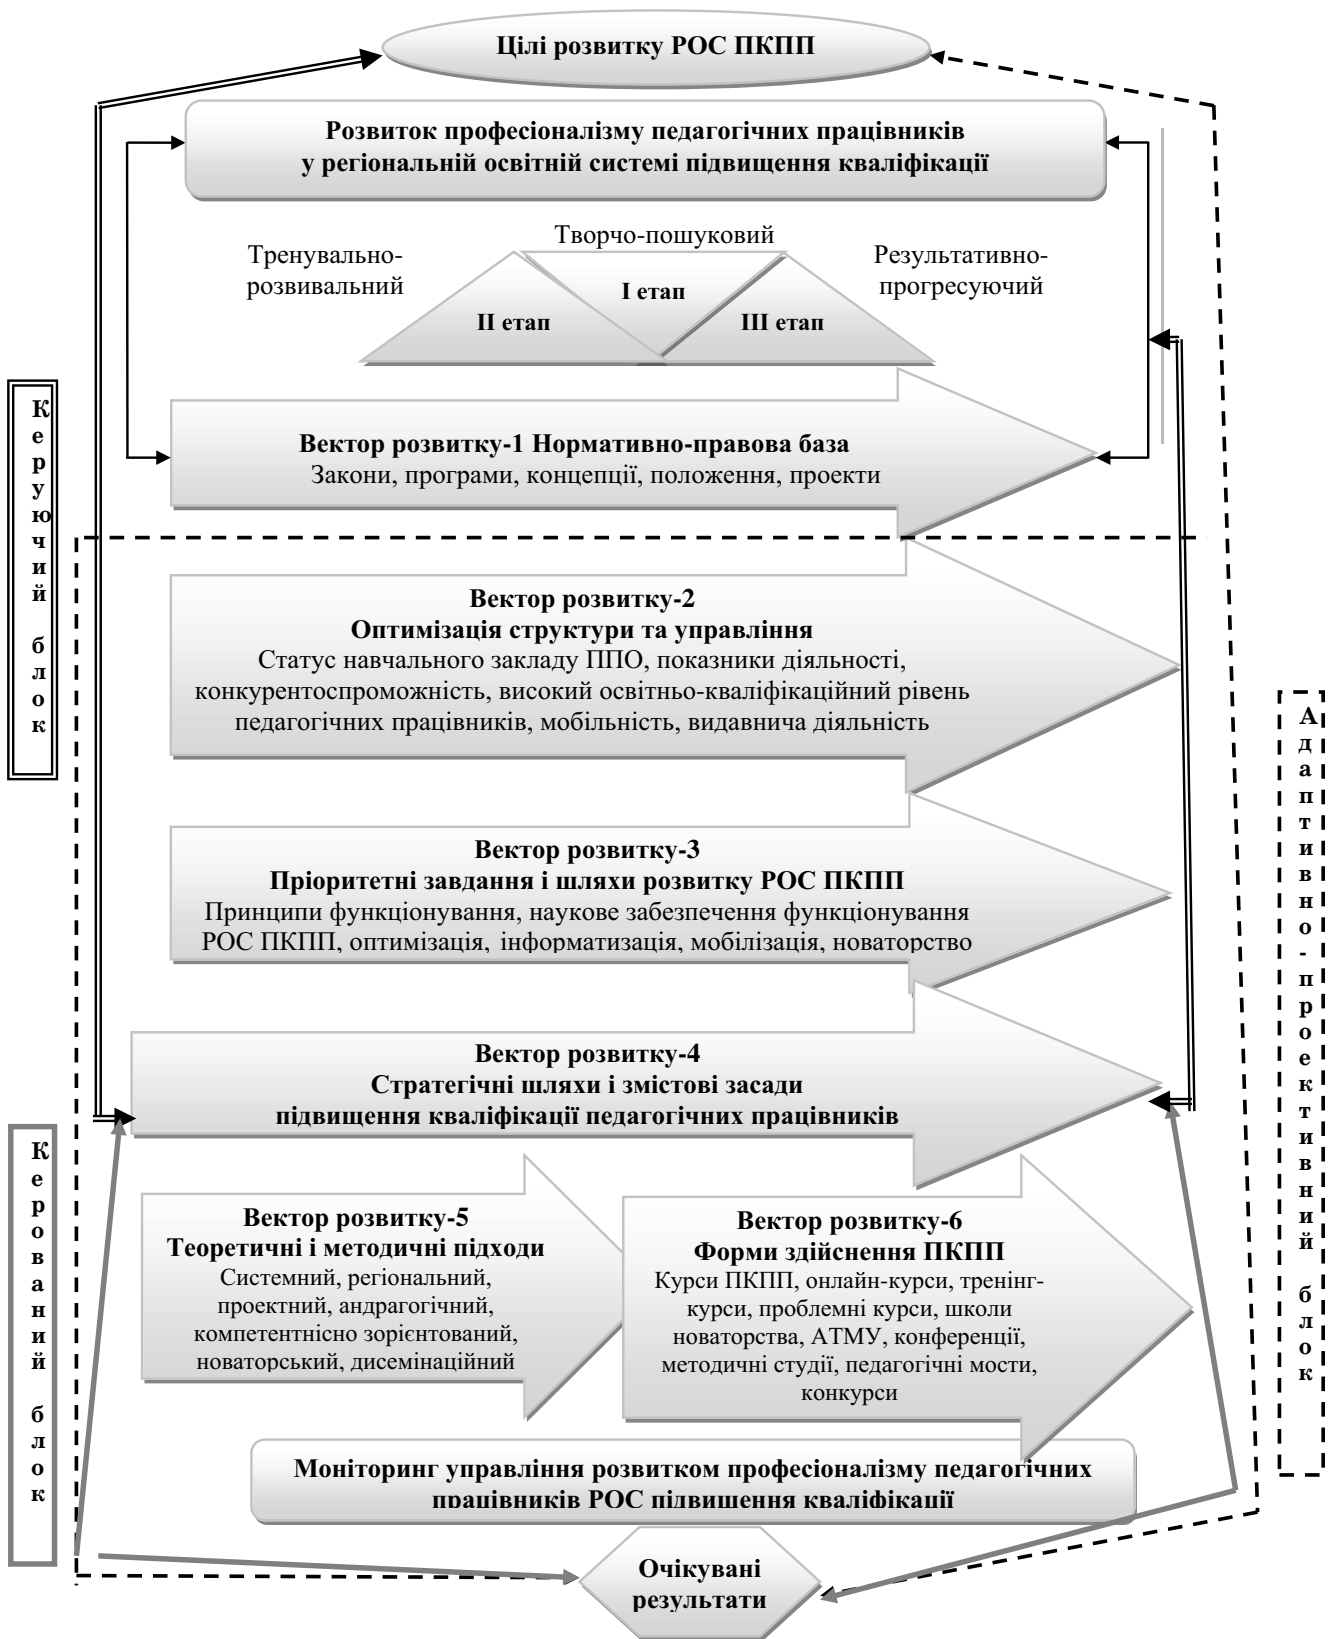 Цілі розвитку РОС ПКПП
Розвиток професіоналізму педагогічних працівників
у регіональній освітній системі підвищення кваліфікації
Творчо-пошуковий
Тренувально-
розвивальний
Результативно-
прогресуючий
І етап
ІІ етап
ІІІ етап
Вектор розвитку-1 Нормативно-правова база
Закони, програми, концепції, положення, проекти
Керуючий блок
Вектор розвитку-2
Оптимізація структури та управління
Статус навчального закладу ППО, показники діяльності,
конкурентоспроможність, високий освітньо-кваліфікаційний рівень
педагогічних працівників, мобільність, видавнича діяльність
Адаптивно-проективний блок
Вектор розвитку-3
Пріоритетні завдання і шляхи розвитку РОС ПКПП
Принципи функціонування, наукове забезпечення функціонування
РОС ПКПП, оптимізація, інформатизація, мобілізація, новаторство
Вектор розвитку-4
Стратегічні шляхи і змістові засади
підвищення кваліфікації педагогічних працівників
Керований блок
Вектор розвитку-5
Теоретичні і методичні підходи
Системний, регіональний,
проектний, андрагогічний,
компетентнісно зорієнтований,
новаторський, дисемінаційний
Вектор розвитку-6
Форми здійснення ПКПП
Курси ПКПП, онлайн-курси, тренінг-
курси, проблемні курси, школи
новаторства, АТМУ, конференції,
методичні студії, педагогічні мости,
конкурси
Моніторинг управління розвитком професіоналізму педагогічних
працівників РОС підвищення кваліфікації
Очікувані
результати